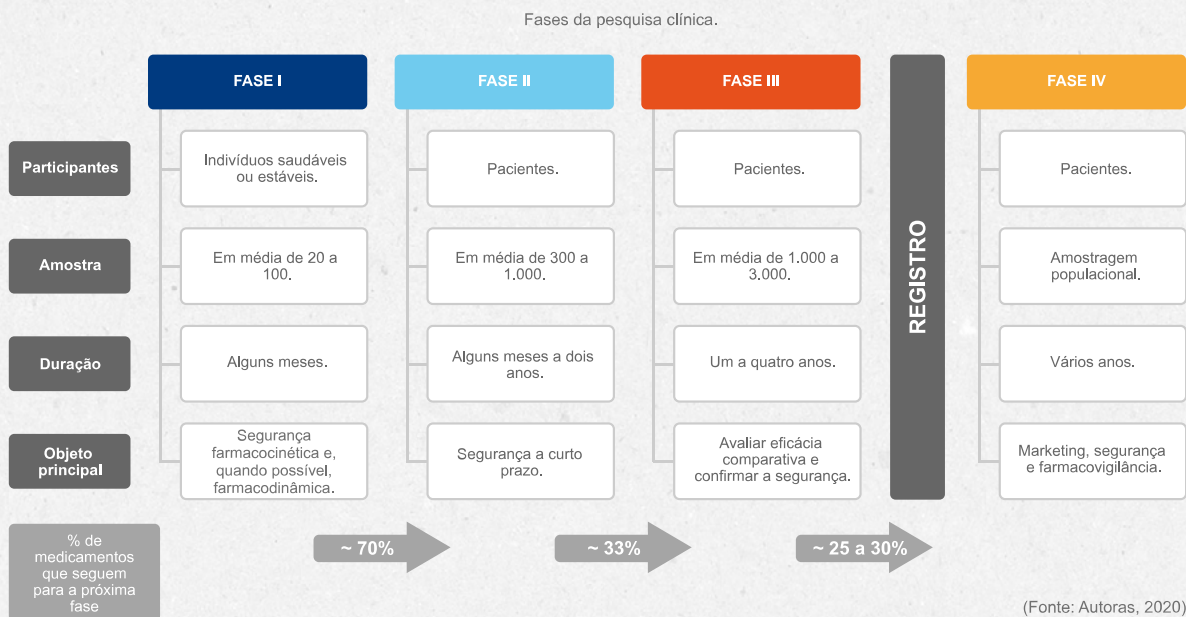 Fases da pesquisa clínica.
FASE I
FASE II
FASE III
FASE IV
REGISTRO
Participantes
Indivíduos saudáveis
ou estáveis.
Pacientes.
Pacientes.
Pacientes.
Amostra
Em média de 20 a
100.
Em média de 300 a
1.000.
Em média de 1.000 a
3.000.
Amostragem
populacional.
Duração
Alguns meses.
Alguns meses a dois
anos.
Um a quatro anos.
Vários anos.
Objeto
principal
Segurança
farmacocinética e,
quando possível,
farmacodinâmica.
Segurança a curto
prazo.
Avaliar eficácia
comparativa e
confirmar a segurança.
Marketing, segurança
e farmacovigilância.
% de
medicamentos
que seguem
para a próxima
fase
~ 70%
~ 33%
~ 25 a 30%
(Fonte: Autoras, 2020)